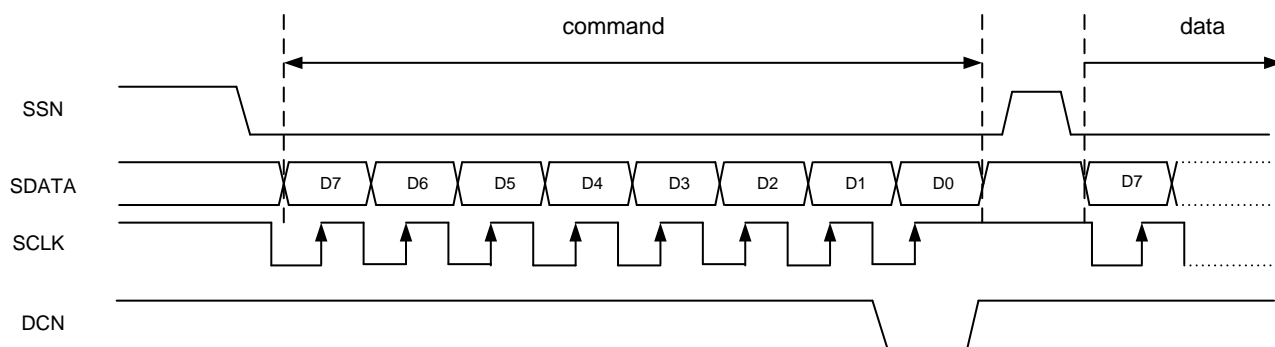 command
data
SSN
SDATA
D7
D6
D5
D4
D3
D2
D1
D0
D7
SCLK
DCN